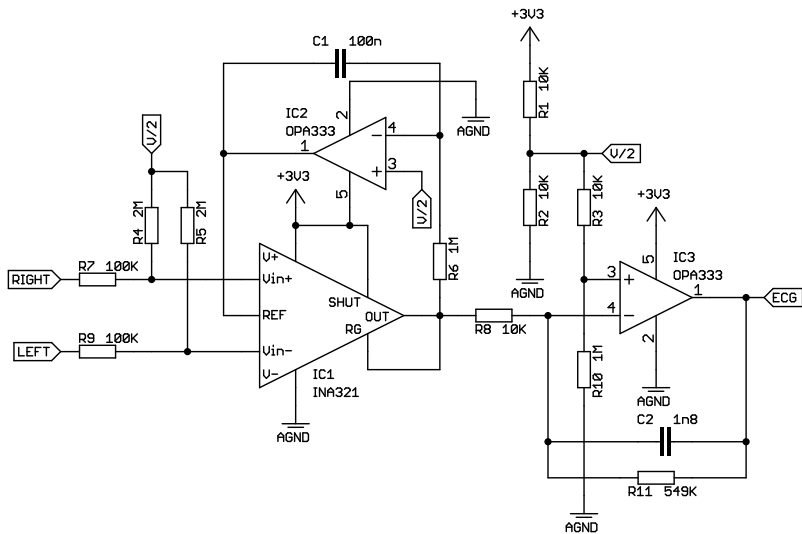 +3V3
C1 100n
R1 10K
2
IC2
OPA333
AGND
4
1
3
V/2
V/2
5
V/2
+3V3
R4 2M
R5 2M
R2 10K
R3 10K
+3V3
R6 1M
R7 100K
RIGHT
V+
Vin+
SHUT
REF
OUT
RG
Vin-
V-
AGND
3
5
IC3
OPA333
1
ECG
4
2
R8 10K
R9 100K
LEFT
IC1
INA321
R10 1M
AGND
C2 1n8
AGND
R11 549K
AGND